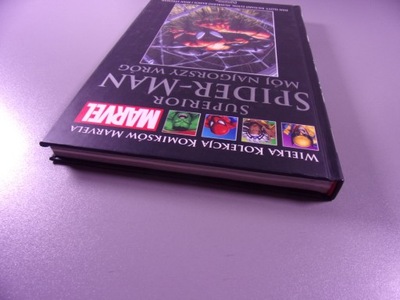 WIELKA KOLEKCJA KOMIKSÓW MARVELA
MARVEL
SUPERIOR
SPIDER-MAN
MÓJ NAJGORSZY WRÓG